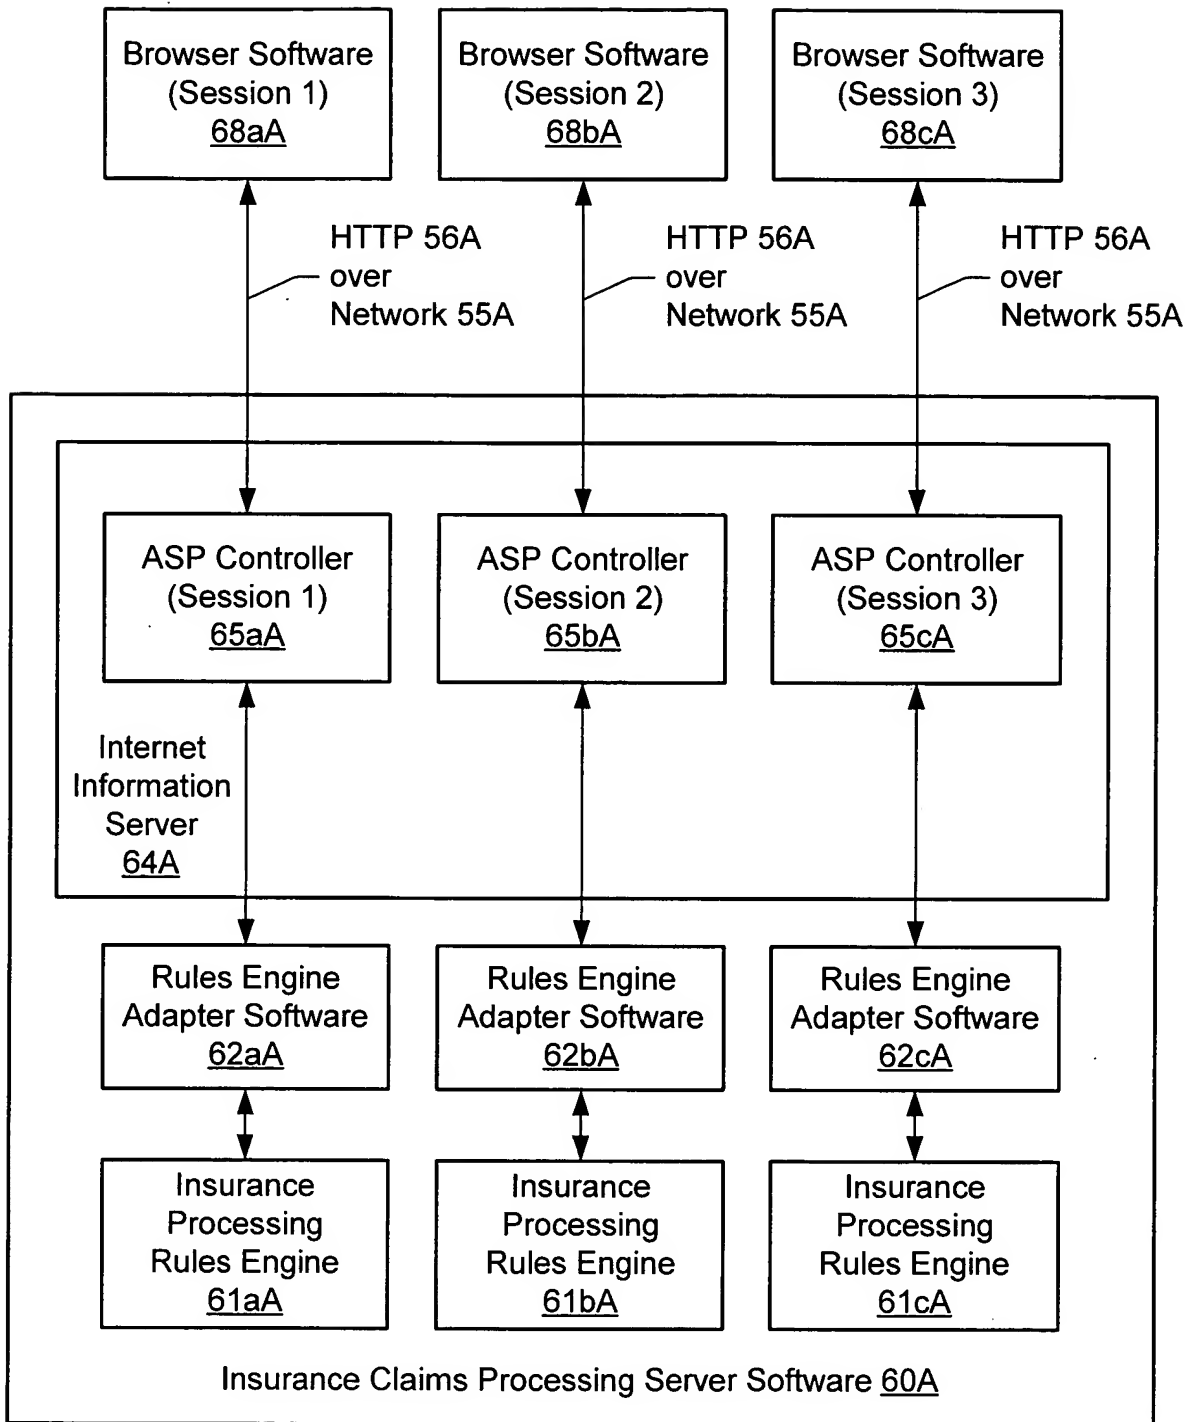 Browser Software
(Session 1)
68aA
Browser Software
(Session 2)
68bA
Browser Software
(Session 3)
68cA
HTTP 56A
over
Network 55A
HTTP 56A
over
Network 55A
HTTP 56A
over
Network 55A
ASP Controller
(Session 1)
65aA
ASP Controller
(Session 2)
65bA
ASP Controller
(Session 3)
65cA
Internet
Information
Server
64A
Rules Engine
Adapter Software
62aA
Rules Engine
Adapter Software
62bA
Rules Engine
Adapter Software
62cA
Insurance
Processing
Rules Engine
61aA
Insurance
Processing
Rules Engine
61bA
Insurance
Processing
Rules Engine
61cA
Insurance Claims Processing Server Software 60A